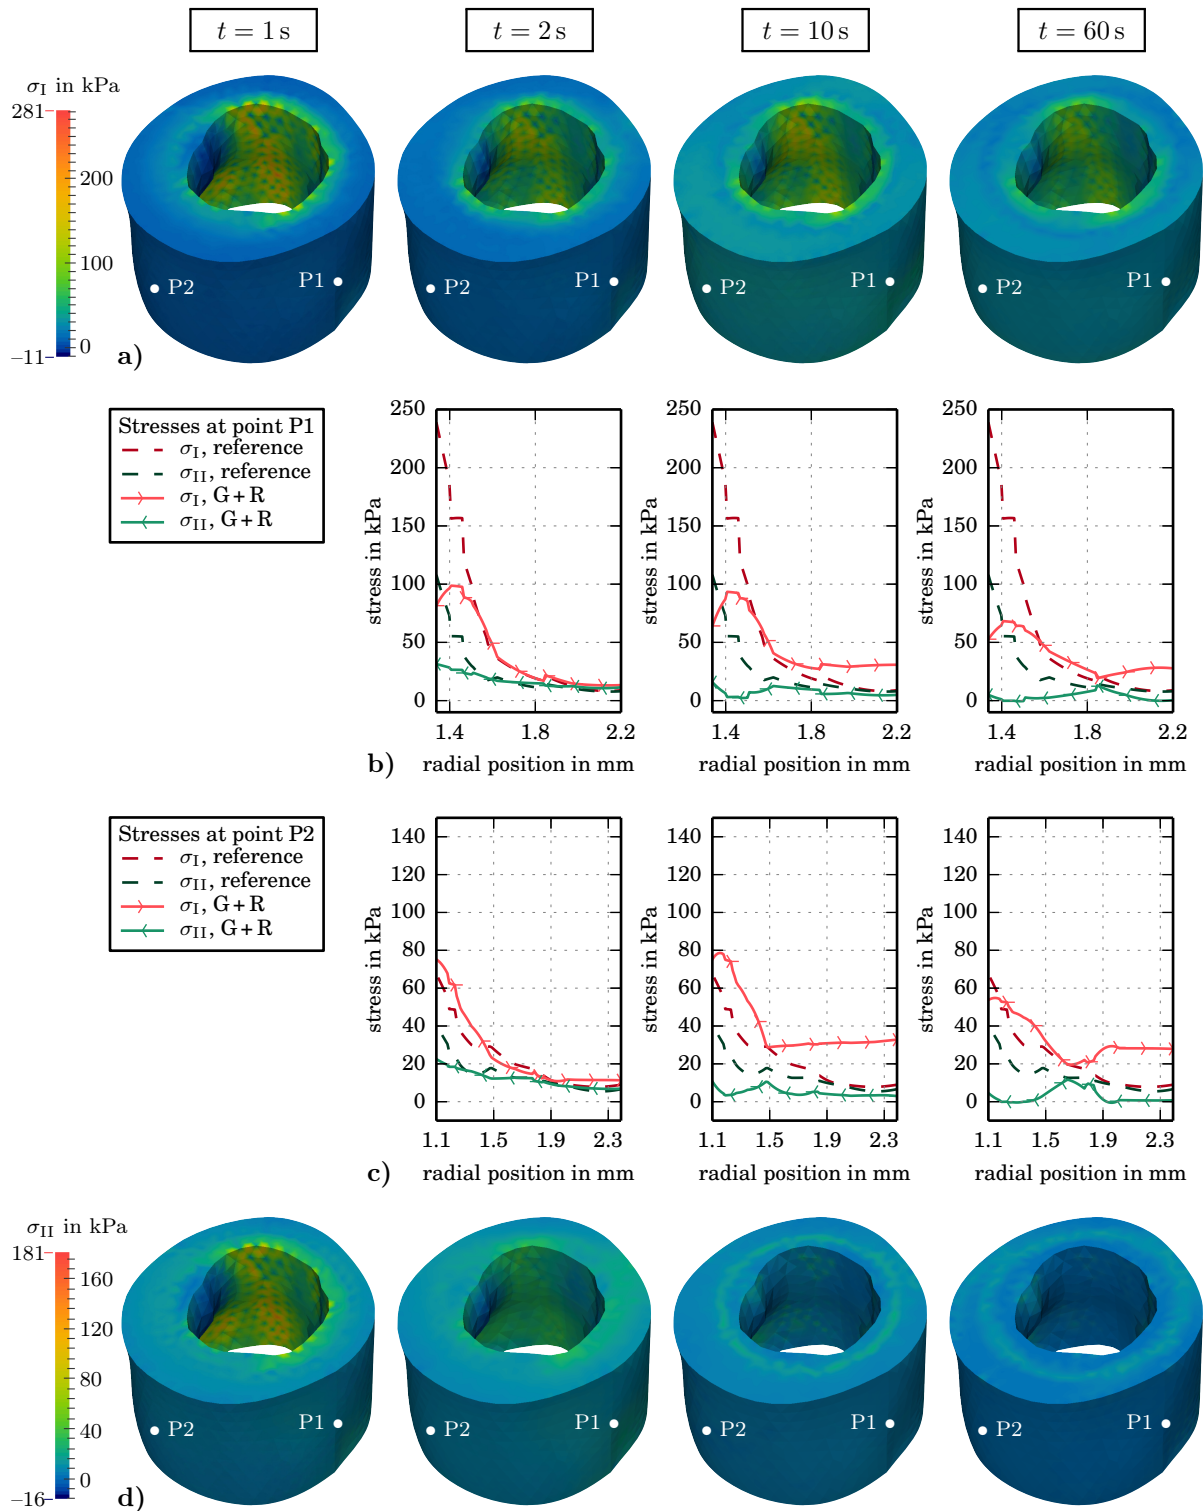 t = 1 s
t = 2 s
t = 10 s
t = 60 s
σI in kPa
281
200
100
0
−11
P2
P1
P2
P1
P2
P1
P2
P1
a)
Stresses at point P1
σI, reference
σII, reference
σI, G+R
σII, G+R
stress in kPa
250
200
150
100
50
0
1.4 1.8 2.2
radial position in mm
stress in kPa
250
200
150
100
50
0
1.4 1.8 2.2
radial position in mm
stress in kPa
250
200
150
100
50
0
1.4 1.8 2.2
radial position in mm
b)
Stresses at point P2
σI, reference
σII, reference
σI, G+R
σII, G+R
stress in kPa
140
120
100
80
60
40
20
0
1.1 1.5 1.9 2.3
radial position in mm
stress in kPa
140
120
100
80
60
40
20
0
1.1 1.5 1.9 2.3
radial position in mm
stress in kPa
140
120
100
80
60
40
20
0
1.1 1.5 1.9 2.3
radial position in mm
c)
σII in kPa
181
160
120
80
40
0
−16
P2
P1
P2
P1
P2
P1
P2
P1
d)